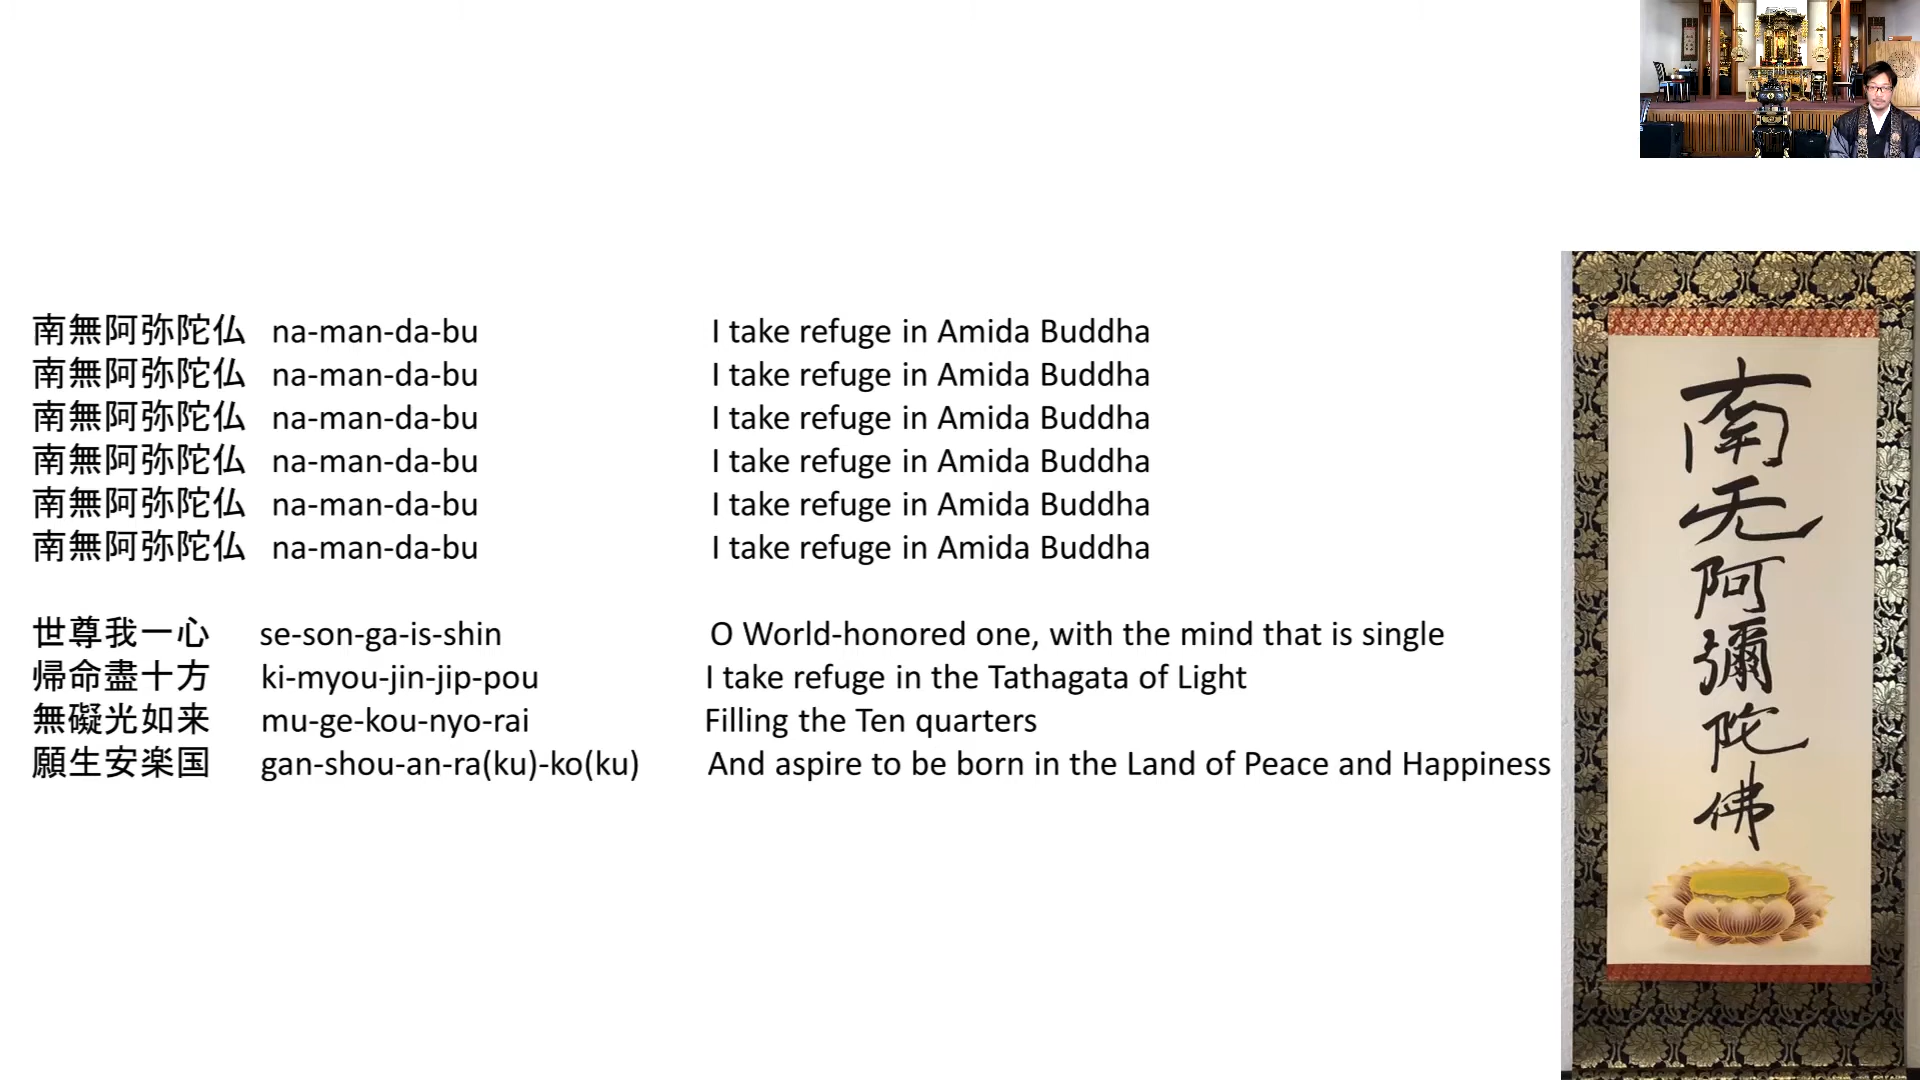 南無阿弥陀仏 na-man-da-bu I take refuge in Amida Buddha
南無阿弥陀仏 na-man-da-bu I take refuge in Amida Buddha
南無阿弥陀仏 na-man-da-bu I take refuge in Amida Buddha
南無阿弥陀仏 na-man-da-bu I take refuge in Amida Buddha
南無阿弥陀仏 na-man-da-bu I take refuge in Amida Buddha
南無阿弥陀仏 na-man-da-bu I take refuge in Amida Buddha
世尊我一心 se-son-ga-is-shin O World-honored one, with the mind that is single
帰命盡十方 ki-myou-jin-jip-pou I take refuge in the Tathagata of Light
無礙光如来 mu-ge-kou-nyo-rai Filling the Ten quarters
願生安楽国 gan-shou-an-ra(ku)-ko(ku) And aspire to be born in the Land of Peace and Happiness
南无阿彌陀佛